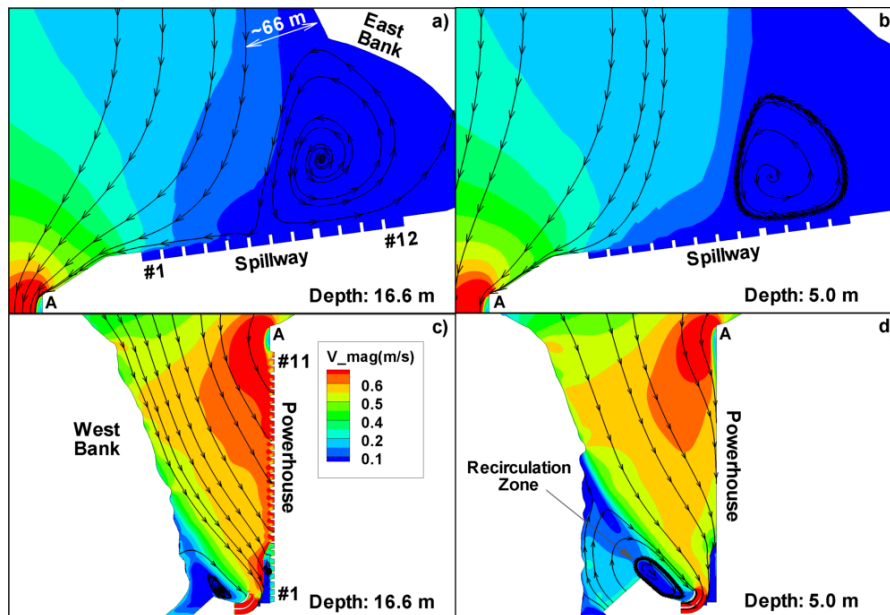 a)
~66 m
East
Bank
#1
Spillway
#12
A
Depth: 16.6 m
b)
Spillway
A
Depth: 5.0 m
c)
A
#11
V_mag(m/s)
0.6
0.5
0.4
0.2
0.1
West
Bank
Powerhouse
#1
Depth: 16.6 m
d)
A
Powerhouse
Recirculation
Zone
Depth: 5.0 m